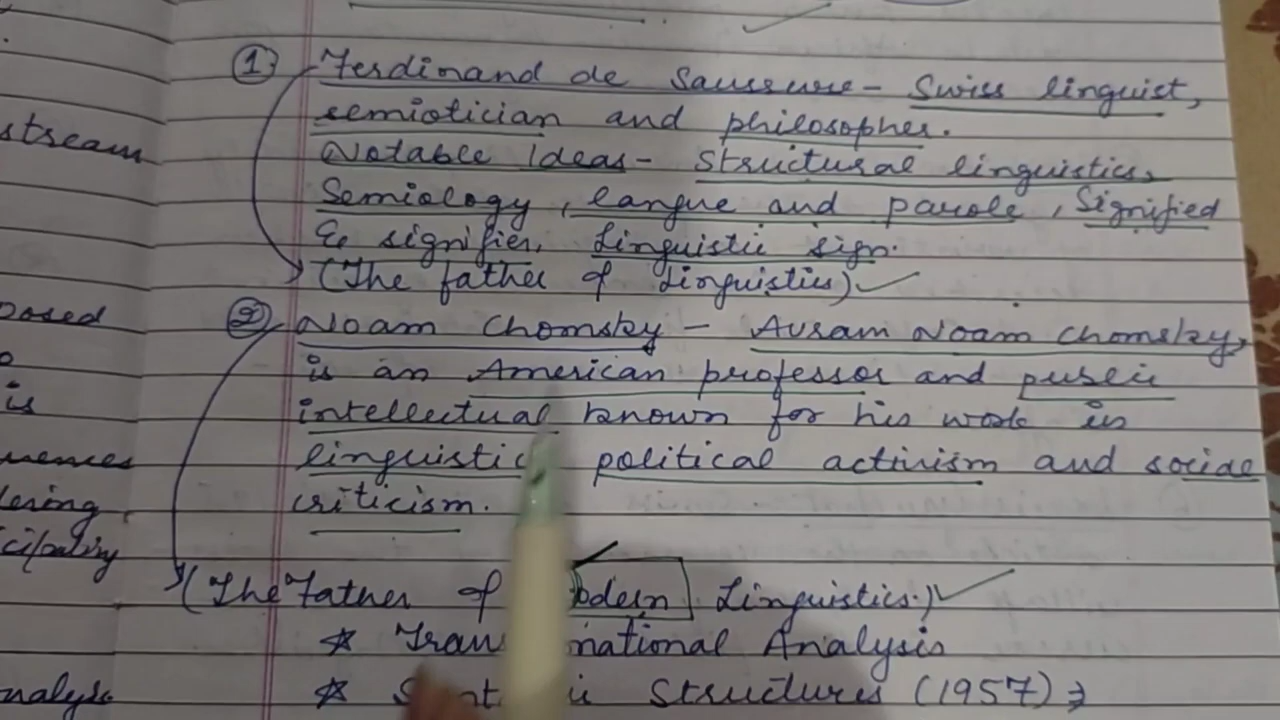 ① Ferdinand de Saussure - Swiss linguist,
semiotician and philosopher.
stream
Notable Ideas - Structural linguistics,
Semiology, langue and parole, Signified
& signifier, Linguistic sign.
(The father of Linguistics)
② Noam Chomsky - Avram Noam Chomsky,
is an American professor and public
is
intellectual known for his work in
linguistic political activism and social
criticism.
(The Father of Linguistics.)
☆ Analysis
☆ Structures (1957)